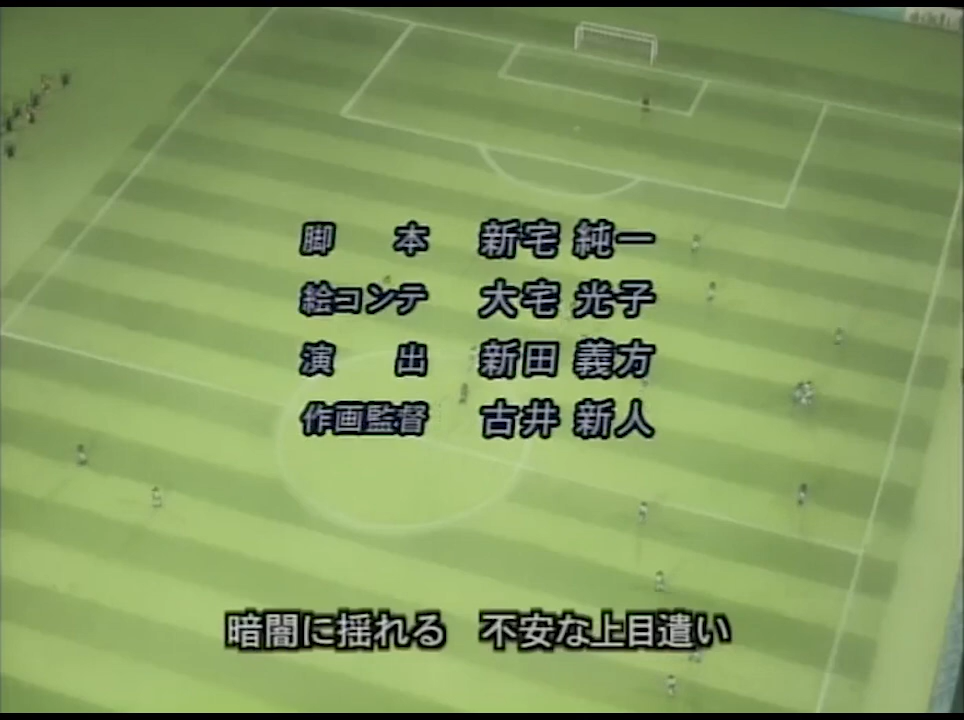 脚本 新宅 純一
絵コンテ 大宅 光子
演出 新田 義方
作画監督 古井 新人
暗闇に揺れる 不安な上目遣い